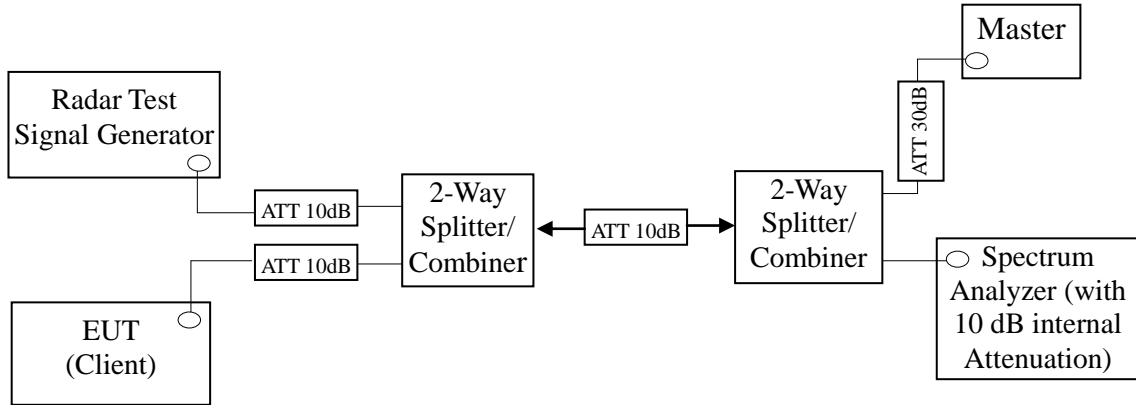 Radar Test
Signal Generator
ATT 10dB
ATT 10dB
EUT
(Client)
2-Way
Splitter/
Combiner
ATT 10dB
2-Way
Splitter/
Combiner
Master
ATT 30dB
Spectrum
Analyzer (with
10 dB internal
Attenuation)